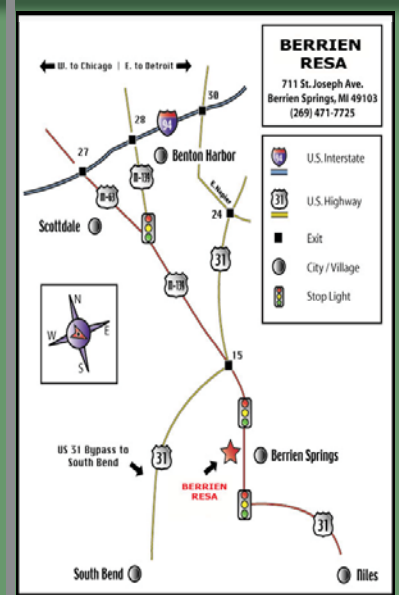 BERRIEN
RESA
711 St. Joseph Ave.
Berrien Springs, MI 49103
(269) 471-7725
W. to Chicago | E. to Detroit
30
94
28
27
Benton Harbor
M-139
M-63
E. Napier
24
Scottdale
31
M-139
94
U.S. Interstate
31
U.S. Highway
Exit
City / Village
Stop Light
N
W
E
S
15
US 31 Bypass to
South Bend
31
BERRIEN
RESA
Berrien Springs
31
South Bend
Niles